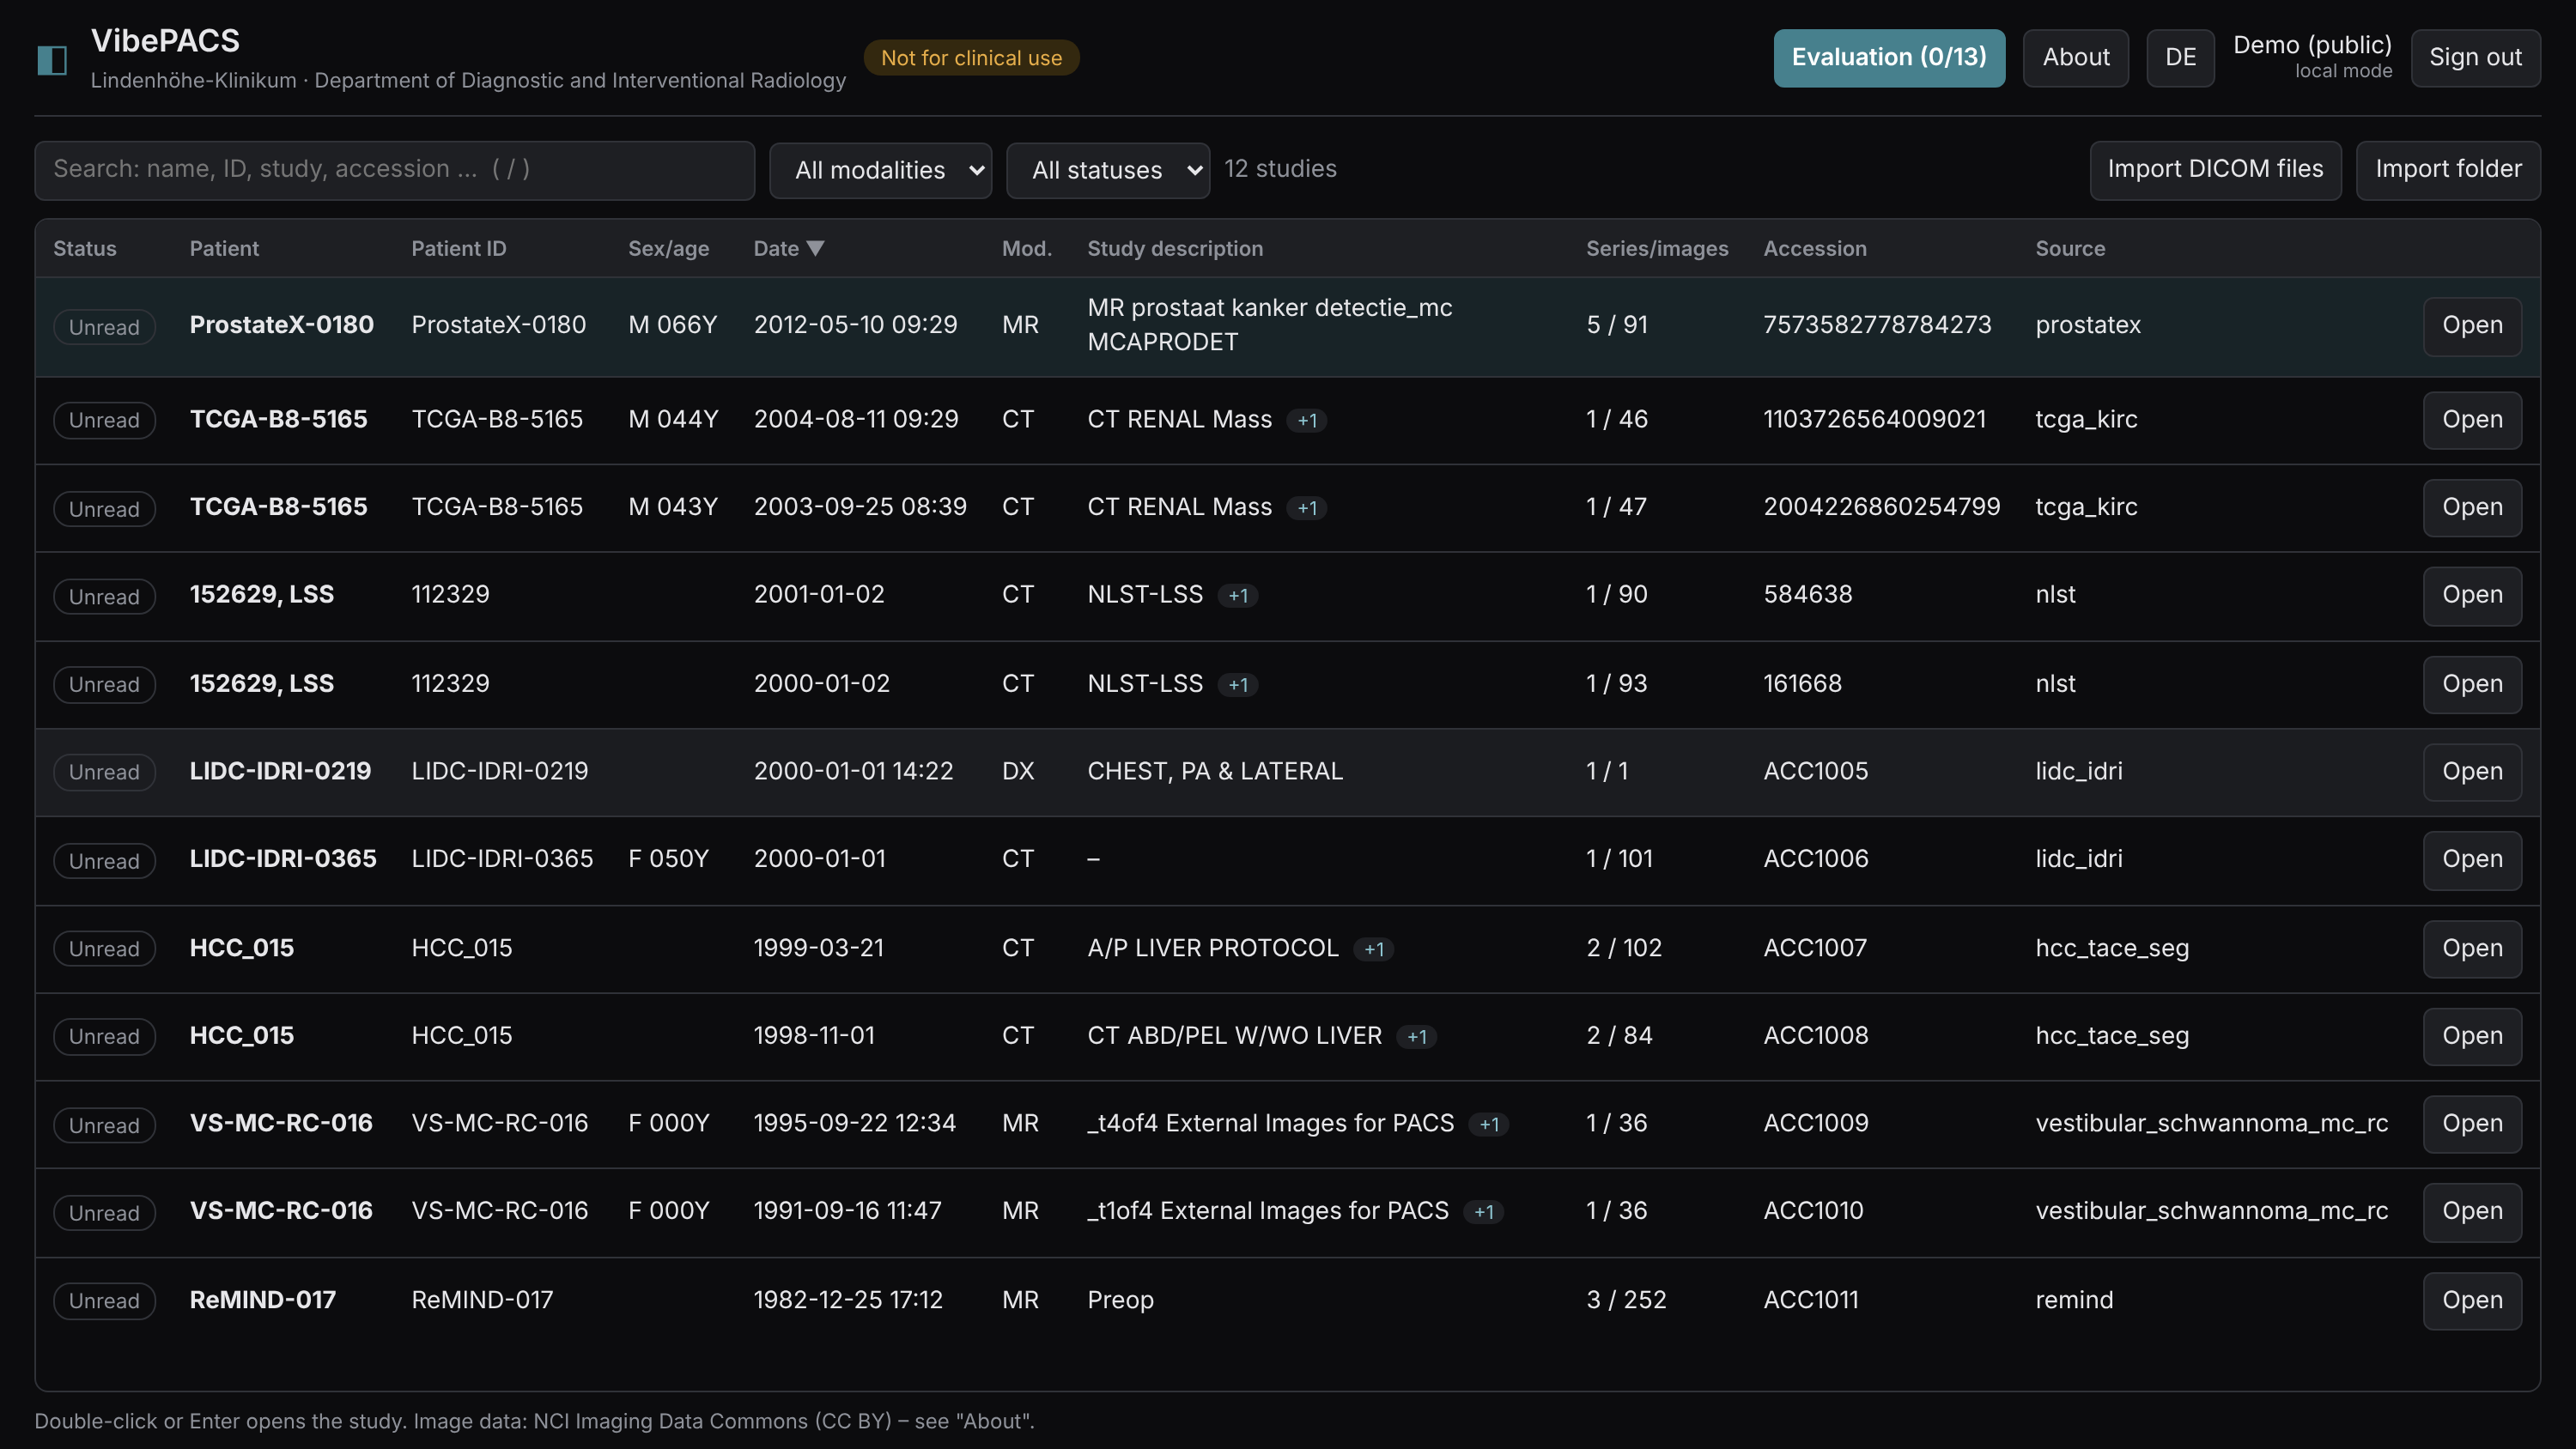 VibePACS
Lindenhöhe-Klinikum · Department of Diagnostic and Interventional Radiology
Not for clinical use
Evaluation (0/13)
About
DE
Demo (public)
local mode
Sign out
Search: name, ID, study, accession … ( / )
All modalities
All statuses
12 studies
Import DICOM files
Import folder
Status Patient Patient ID Sex/age Date ▼ Mod. Study description Series/images Accession Source
Unread ProstateX-0180 ProstateX-0180 M 066Y 2012-05-10 09:29 MR MR prostaat kanker detectie_mc
MCAPRODET 5 / 91 7573582778784273 prostatex Open
Unread TCGA-B8-5165 TCGA-B8-5165 M 044Y 2004-08-11 09:29 CT CT RENAL Mass +1 1 / 46 1103726564009021 tcga_kirc Open
Unread TCGA-B8-5165 TCGA-B8-5165 M 043Y 2003-09-25 08:39 CT CT RENAL Mass +1 1 / 47 2004226860254799 tcga_kirc Open
Unread 152629, LSS 112329 2001-01-02 CT NLST-LSS +1 1 / 90 584638 nlst Open
Unread 152629, LSS 112329 2000-01-02 CT NLST-LSS +1 1 / 93 161668 nlst Open
Unread LIDC-IDRI-0219 LIDC-IDRI-0219 2000-01-01 14:22 DX CHEST, PA & LATERAL 1 / 1 ACC1005 lidc_idri Open
Unread LIDC-IDRI-0365 LIDC-IDRI-0365 F 050Y 2000-01-01 CT – 1 / 101 ACC1006 lidc_idri Open
Unread HCC_015 HCC_015 1999-03-21 CT A/P LIVER PROTOCOL +1 2 / 102 ACC1007 hcc_tace_seg Open
Unread HCC_015 HCC_015 1998-11-01 CT CT ABD/PEL W/WO LIVER +1 2 / 84 ACC1008 hcc_tace_seg Open
Unread VS-MC-RC-016 VS-MC-RC-016 F 000Y 1995-09-22 12:34 MR _t4of4 External Images for PACS +1 1 / 36 ACC1009 vestibular_schwannoma_mc_rc Open
Unread VS-MC-RC-016 VS-MC-RC-016 F 000Y 1991-09-16 11:47 MR _t1of4 External Images for PACS +1 1 / 36 ACC1010 vestibular_schwannoma_mc_rc Open
Unread ReMIND-017 ReMIND-017 1982-12-25 17:12 MR Preop 3 / 252 ACC1011 remind Open
Double-click or Enter opens the study. Image data: NCI Imaging Data Commons (CC BY) – see "About".